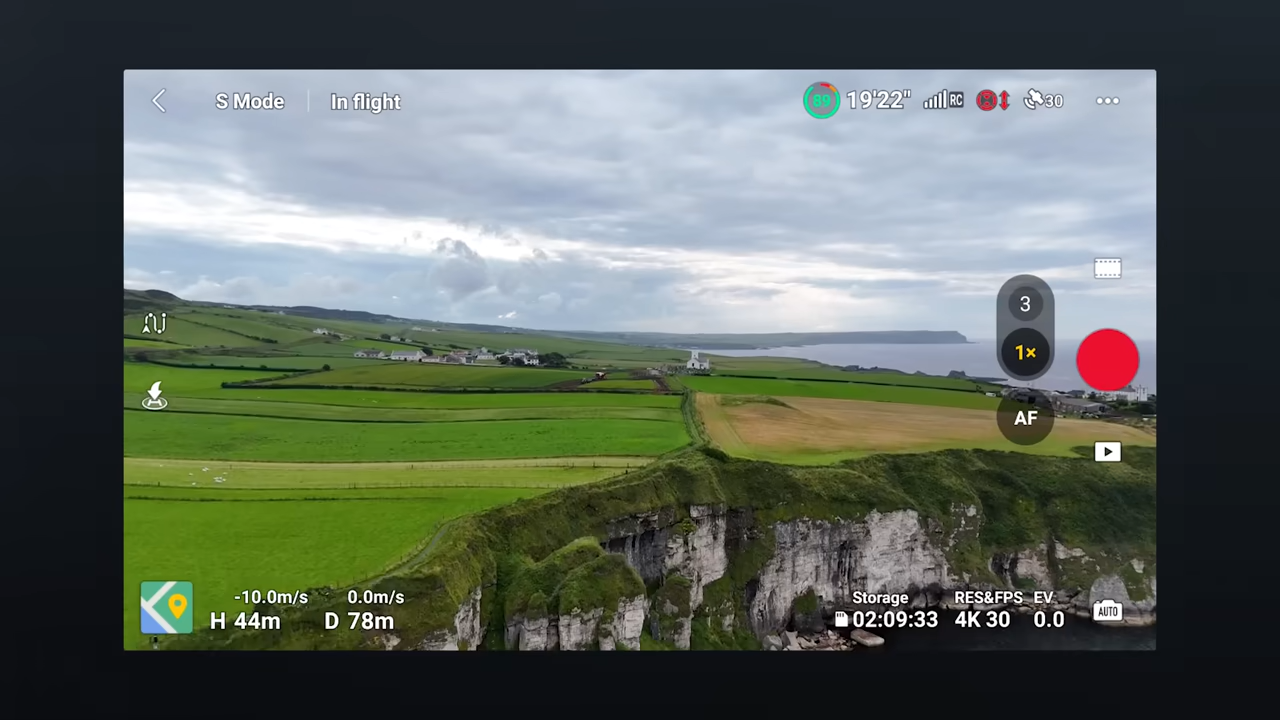 S Mode In flight 89 19'22" RC 30
3
1×
AF
-10.0m/s 0.0m/s
H 44m D 78m
Storage RES&FPS EV
02:09:33 4K 30 0.0
AUTO